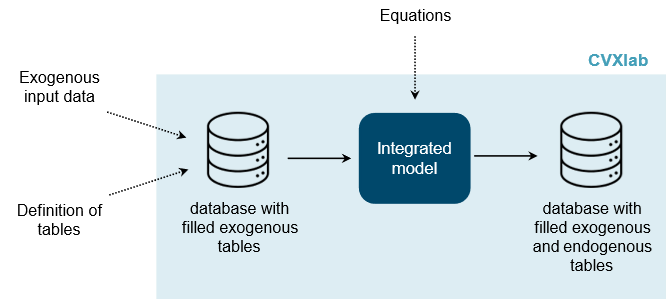 Equations
CVXlab
Exogenous
input data
Integrated
model
Definition of
tables
database with
filled exogenous
tables
database with
filled exogenous
and endogenous
tables